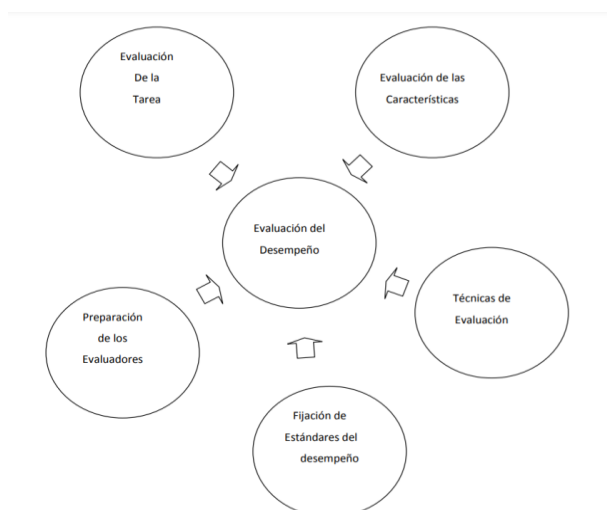 Evaluación
De la
Tarea
Evaluación de las
Características
Evaluación del
Desempeño
Técnicas de
Evaluación
Preparación
de los
Evaluadores
Fijación de
Estándares del
desempeño